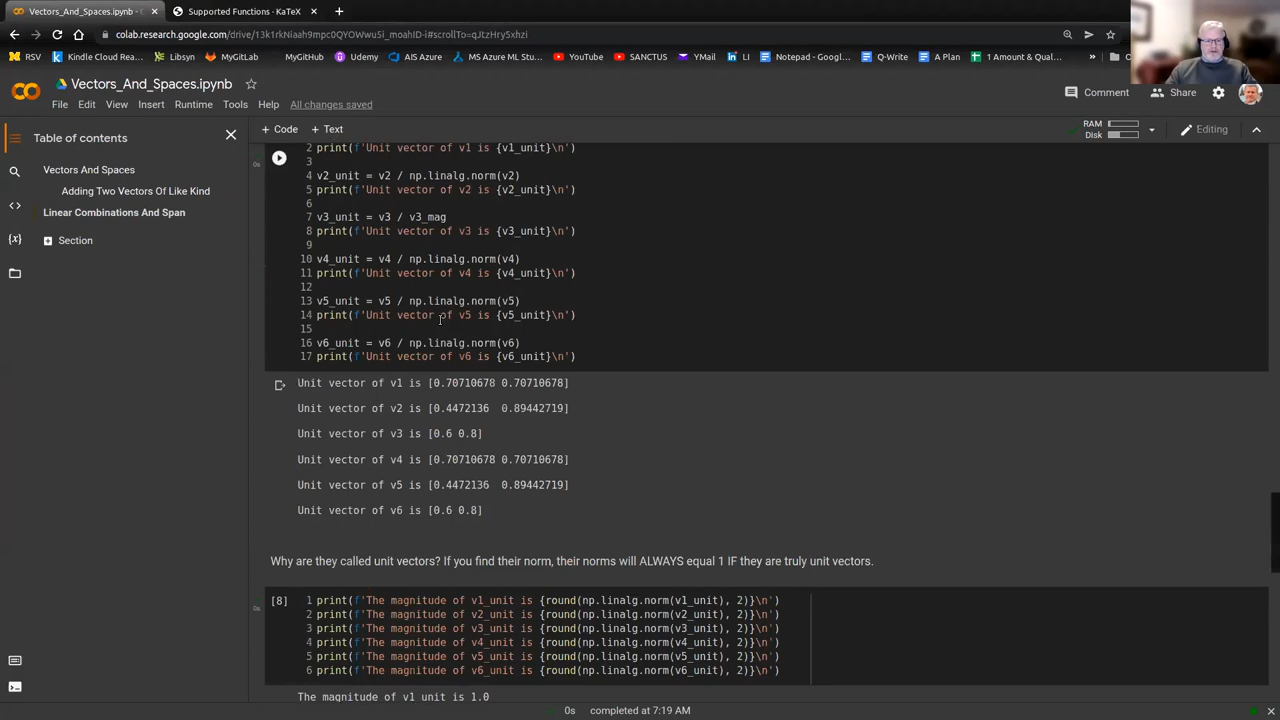 Vectors_And_Spaces.ipynb -
Supported Functions - KaTeX
colab.research.google.com/drive/13k1rkNiaah9mpc0QYOWwu5i_moahID-i#scrollTo=qJtzHry5xhzi
RSV
Kindle Cloud Rea...
Libsyn
MyGitLab
MyGitHub
Udemy
AIS Azure
MS Azure ML Stu...
YouTube
SANCTUS
YMail
LI
Notepad - Googl...
Q-Write
A Plan
1 Amount & Qual...
Vectors_And_Spaces.ipynb
Comment
Share
File Edit View Insert Runtime Tools Help All changes saved
Table of contents
+ Code + Text
RAM
Disk
Editing
Vectors And Spaces
Adding Two Vectors Of Like Kind
Linear Combinations And Span
Section
2 print(f'Unit vector of v1 is {v1_unit}\n')
3
4 v2_unit = v2 / np.linalg.norm(v2)
5 print(f'Unit vector of v2 is {v2_unit}\n')
6
7 v3_unit = v3 / v3_mag
8 print(f'Unit vector of v3 is {v3_unit}\n')
9
10 v4_unit = v4 / np.linalg.norm(v4)
11 print(f'Unit vector of v4 is {v4_unit}\n')
12
13 v5_unit = v5 / np.linalg.norm(v5)
14 print(f'Unit vector of v5 is {v5_unit}\n')
15
16 v6_unit = v6 / np.linalg.norm(v6)
17 print(f'Unit vector of v6 is {v6_unit}\n')
Unit vector of v1 is [0.70710678 0.70710678]
Unit vector of v2 is [0.4472136 0.89442719]
Unit vector of v3 is [0.6 0.8]
Unit vector of v4 is [0.70710678 0.70710678]
Unit vector of v5 is [0.4472136 0.89442719]
Unit vector of v6 is [0.6 0.8]
Why are they called unit vectors? If you find their norm, their norms will ALWAYS equal 1 IF they are truly unit vectors.
[8] 1 print(f'The magnitude of v1_unit is {round(np.linalg.norm(v1_unit), 2)}\n')
2 print(f'The magnitude of v2_unit is {round(np.linalg.norm(v2_unit), 2)}\n')
3 print(f'The magnitude of v3_unit is {round(np.linalg.norm(v3_unit), 2)}\n')
4 print(f'The magnitude of v4_unit is {round(np.linalg.norm(v4_unit), 2)}\n')
5 print(f'The magnitude of v5_unit is {round(np.linalg.norm(v5_unit), 2)}\n')
6 print(f'The magnitude of v6_unit is {round(np.linalg.norm(v6_unit), 2)}\n')
The magnitude of v1 unit is 1.0
0s completed at 7:19 AM